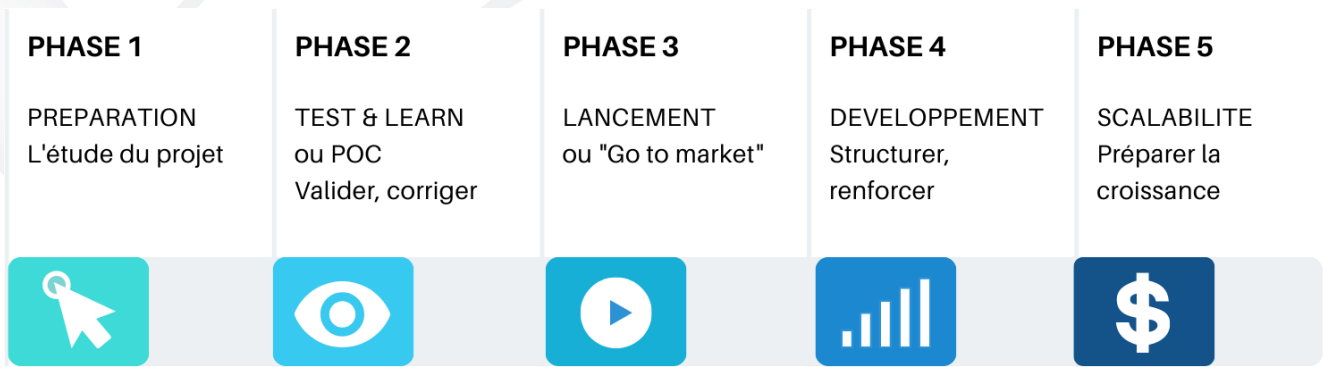 PHASE 1
PREPARATION
L'étude du projet
PHASE 2
TEST & LEARN
ou POC
Valider, corriger
PHASE 3
LANCEMENT
ou "Go to market"
PHASE 4
DEVELOPPEMENT
Structurer,
renforcer
PHASE 5
SCALABILITE
Préparer la
croissance
$